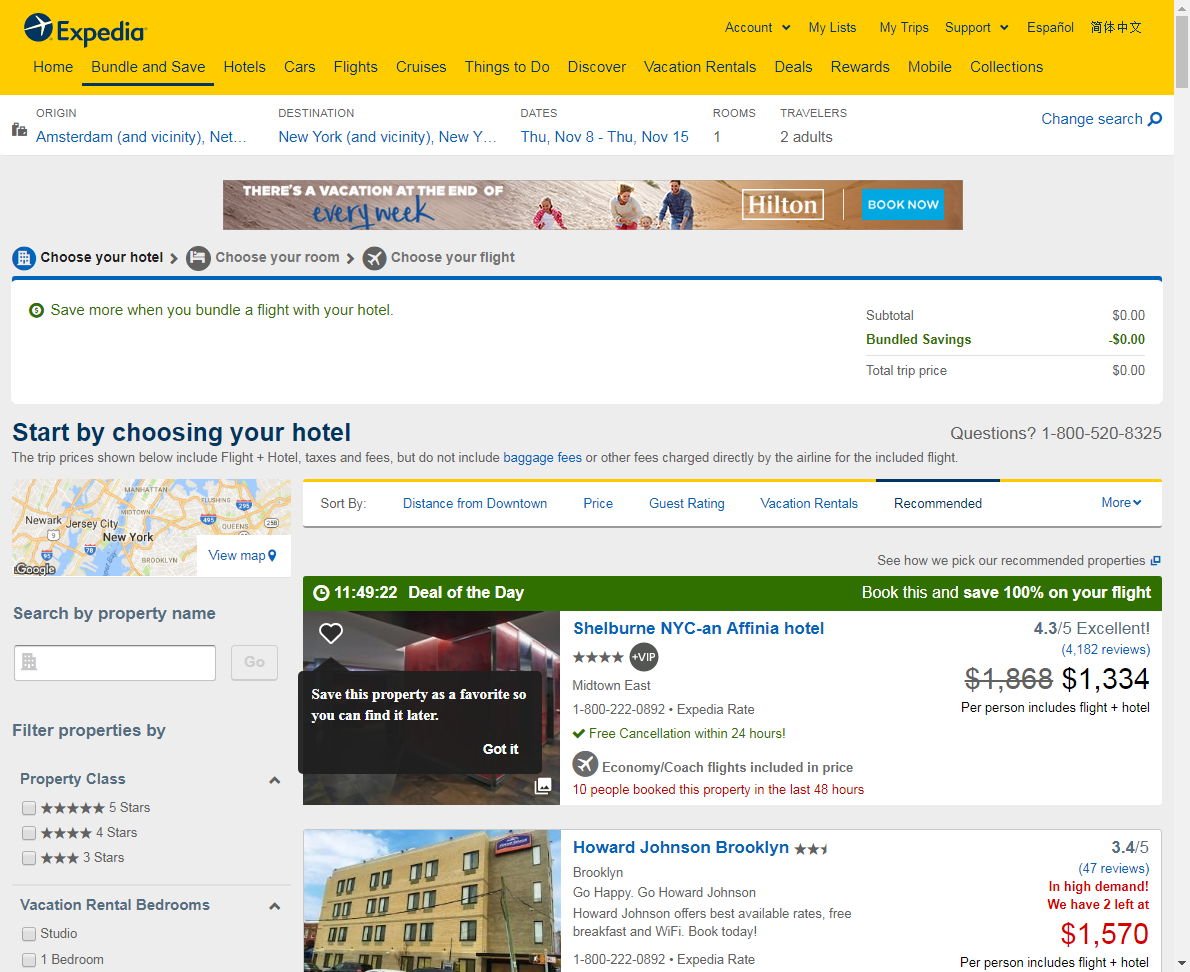 Expedia
Account
My Lists
My Trips
Support
Español
简体中文
Home
Bundle and Save
Hotels
Cars
Flights
Cruises
Things to Do
Discover
Vacation Rentals
Deals
Rewards
Mobile
Collections
ORIGIN
Amsterdam (and vicinity), Net...
DESTINATION
New York (and vicinity), New Y...
DATES
Thu, Nov 8 - Thu, Nov 15
ROOMS
1
TRAVELERS
2 adults
Change search
THERE'S A VACATION AT THE END OF
every week
Hilton
BOOK NOW
Choose your hotel
Choose your room
Choose your flight
Save more when you bundle a flight with your hotel.
Subtotal $0.00
Bundled Savings -$0.00
Total trip price $0.00
Start by choosing your hotel
Questions? 1-800-520-8325
The trip prices shown below include Flight + Hotel, taxes and fees, but do not include baggage fees or other fees charged directly by the airline for the included flight.
MANHATTAN
FLUSHING
MIDTOWN
295
495
258
QUEENS
Newark
Jersey City
9
New York
95
78
BROOKLYN
Google
View map
Sort By:
Distance from Downtown
Price
Guest Rating
Vacation Rentals
Recommended
More
See how we pick our recommended properties
Search by property name
Go
Filter properties by
Property Class
5 Stars
4 Stars
3 Stars
Vacation Rental Bedrooms
Studio
1 Bedroom
11:49:22 Deal of the Day
Book this and save 100% on your flight
Save this property as a favorite so
you can find it later.
Got it
Shelburne NYC-an Affinia hotel
+VIP
Midtown East
1-800-222-0892 • Expedia Rate
Free Cancellation within 24 hours!
Economy/Coach flights included in price
10 people booked this property in the last 48 hours
4.3/5 Excellent!
(4,182 reviews)
$1,868 $1,334
Per person includes flight + hotel
Howard Johnson Brooklyn
Brooklyn
Go Happy. Go Howard Johnson
Howard Johnson offers best available rates, free
breakfast and WiFi. Book today!
1-800-222-0892 • Expedia Rate
3.4/5
(47 reviews)
In high demand!
We have 2 left at
$1,570
Per person includes flight + hotel